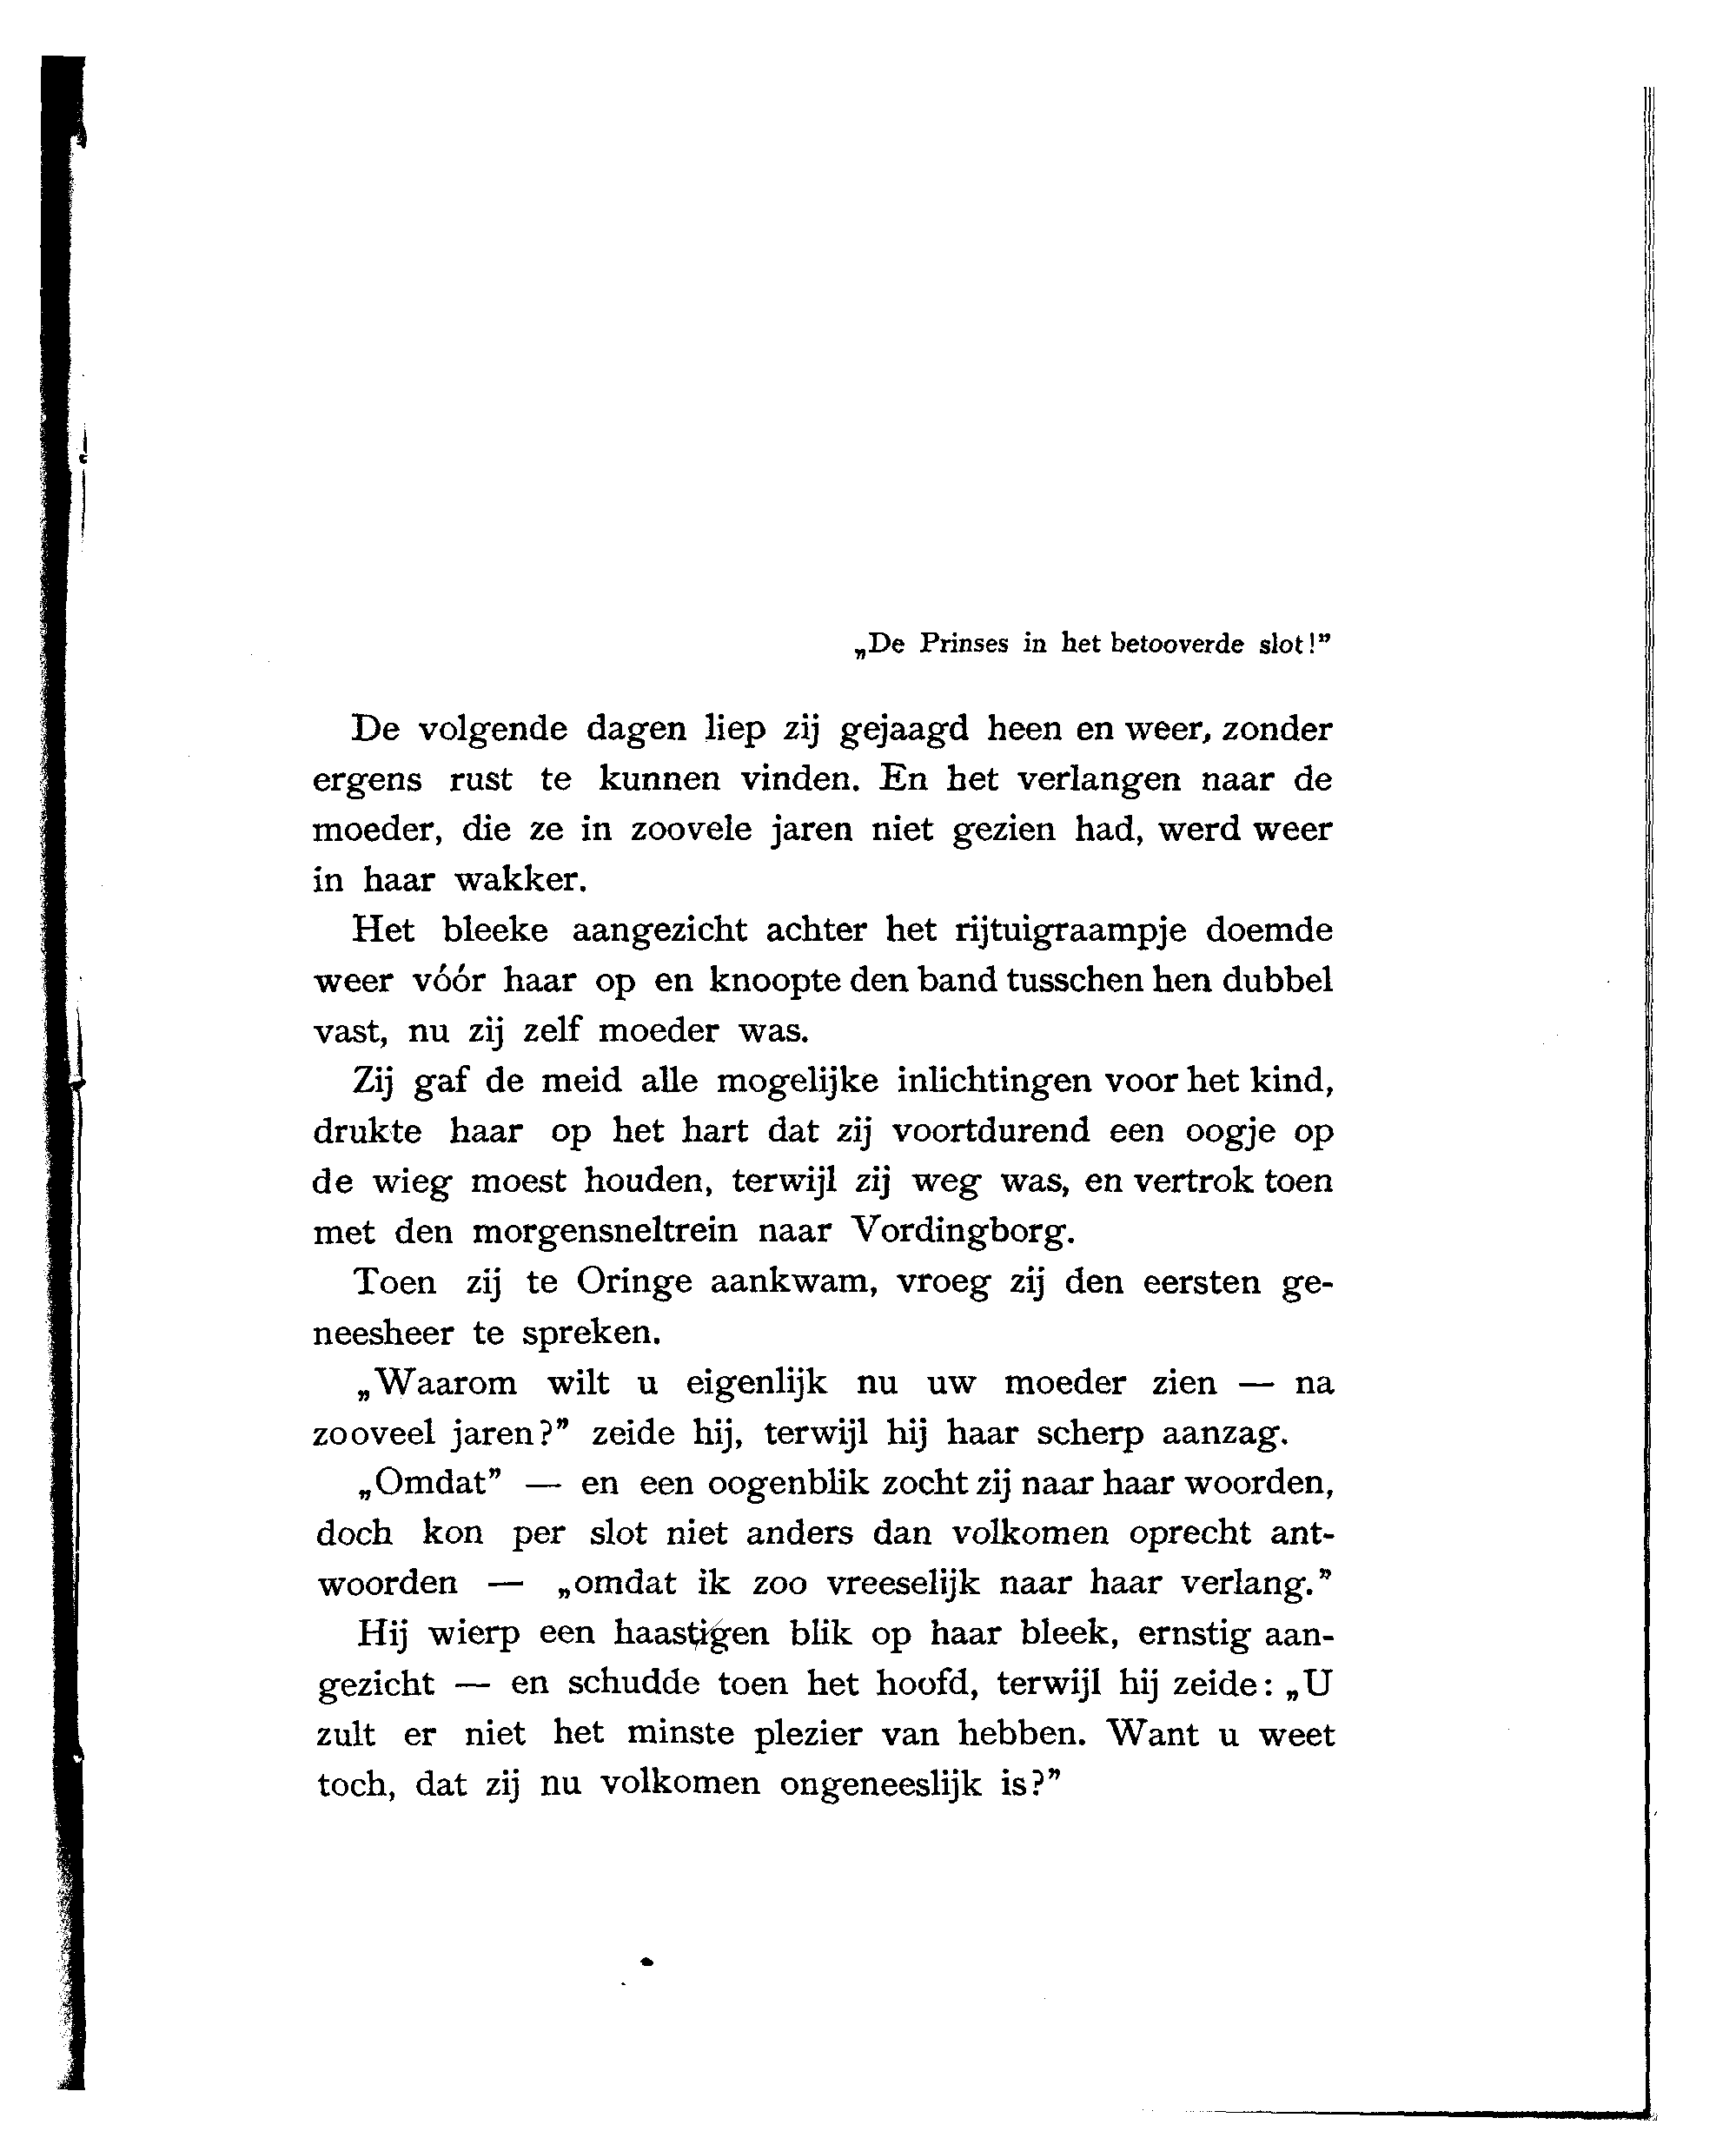 „De Prinses in het betooverde slot!”
De volgende dagen liep zij gejaagd heen en weer, zonder
ergens rust te kunnen vinden. En het verlangen naar de
moeder, die ze in zoovele jaren niet gezien had, werd weer
in haar wakker.
Het bleeke aangezicht achter het rijtuigraampje doemde
weer vóór haar op en knoopte den band tusschen hen dubbel
vast, nu zij zelf moeder was.
Zij gaf de meid alle mogelijke inlichtingen voor het kind,
drukte haar op het hart dat zij voortdurend een oogje op
de wieg moest houden, terwijl zij weg was, en vertrok toen
met den morgensneltrein naar Vordingborg.
Toen zij te Oringe aankwam, vroeg zij den eersten ge-
neesheer te spreken.
„Waarom wilt u eigenlijk nu uw moeder zien — na
zooveel jaren?” zeide hij, terwijl hij haar scherp aanzag.
„Omdat” — en een oogenblik zocht zij naar haar woorden,
doch kon per slot niet anders dan volkomen oprecht ant-
woorden — „omdat ik zoo vreeselijk naar haar verlang.”
Hij wierp een haastigen blik op haar bleek, ernstig aan-
gezicht — en schudde toen het hoofd, terwijl hij zeide: „U
zult er niet het minste plezier van hebben. Want u weet
toch, dat zij nu volkomen ongeneeslijk is?”